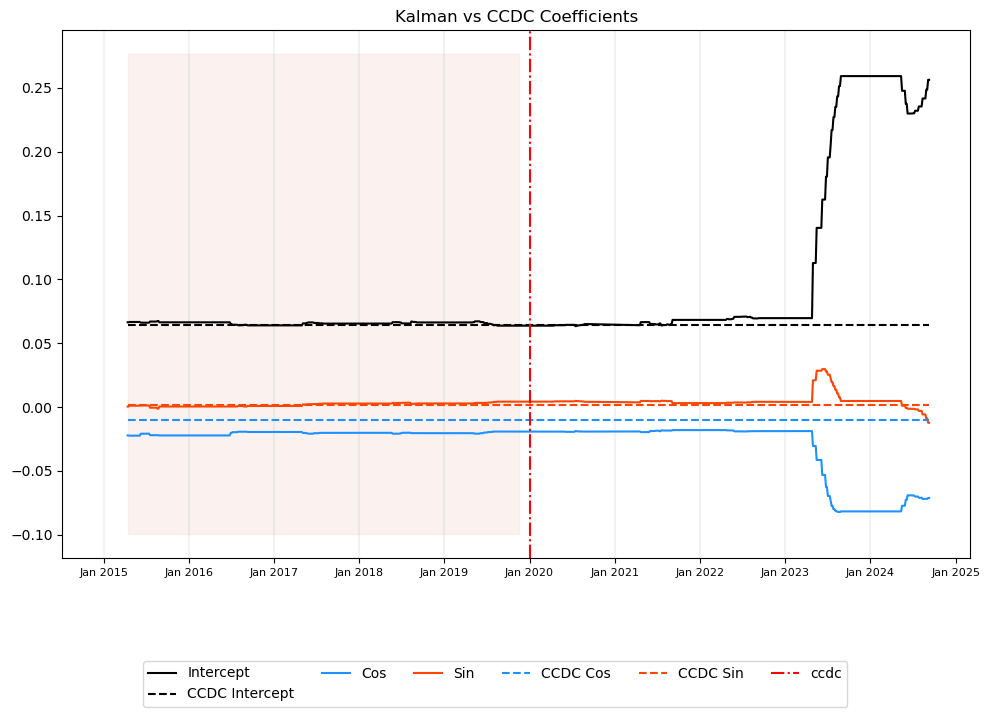 Kalman vs CCDC Coefficients
0.25
0.20
0.15
0.10
0.05
0.00
−0.05
−0.10
Jan 2015 Jan 2016 Jan 2017 Jan 2018 Jan 2019 Jan 2020 Jan 2021 Jan 2022 Jan 2023 Jan 2024 Jan 2025
Intercept Cos Sin CCDC Cos CCDC Sin ccdc
CCDC Intercept